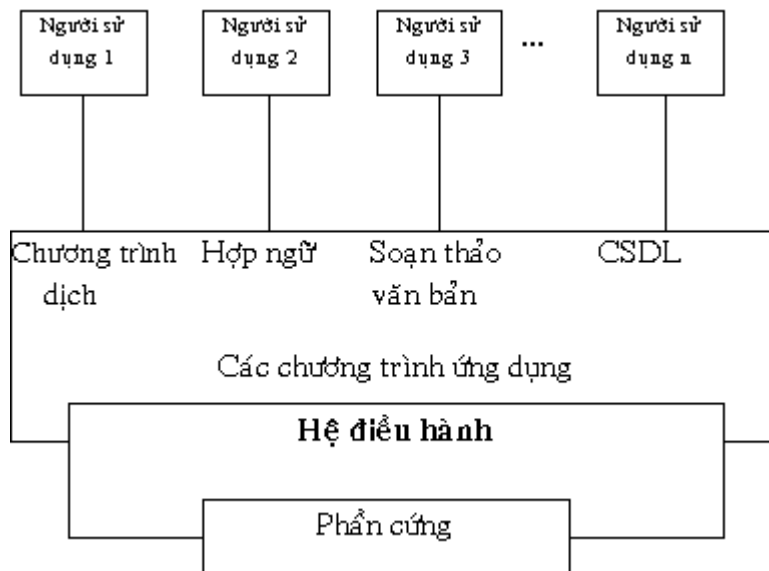 Người sử
dụng 1
Người sử
dụng 2
Người sử
dụng 3
...
Người sử
dụng n
Chương trình
dịch
Hợp ngữ
Soạn thảo
văn bản
CSDL
Các chương trình ứng dụng
Hệ điều hành
Phần cứng